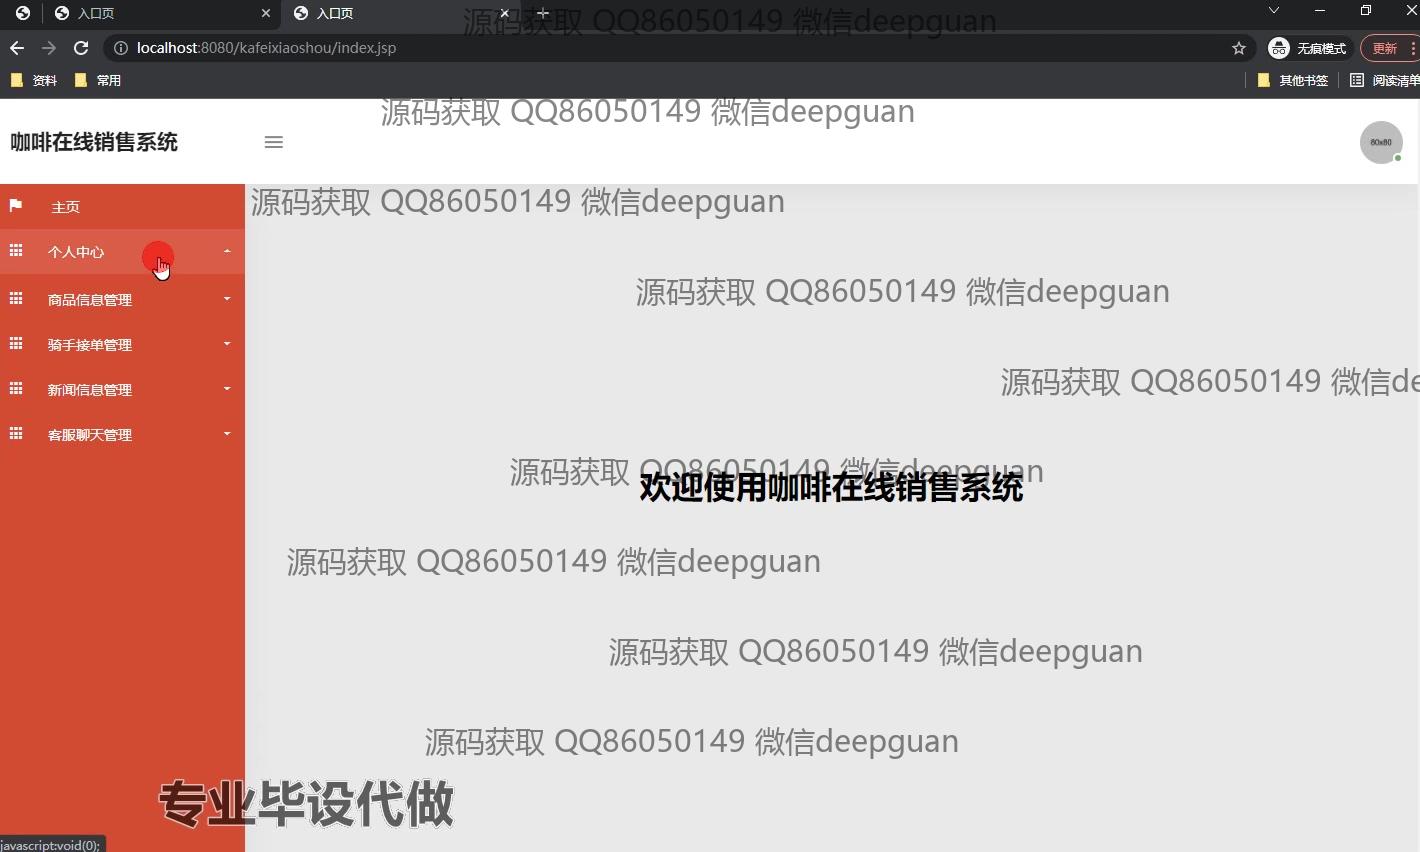 入口页
入口页
源码获取 QQ86050149 微信deepguan
localhost:8080/kafeixiaoshou/index.jsp
无痕模式
更新
资料
常用
其他书签
阅读清单
源码获取 QQ86050149 微信deepguan
咖啡在线销售系统
80x80
主页
源码获取 QQ86050149 微信deepguan
个人中心
商品信息管理
源码获取 QQ86050149 微信deepguan
骑手接单管理
新闻信息管理
源码获取 QQ86050149 微信de
客服聊天管理
源码获取 QQ86050149 微信deepguan
欢迎使用咖啡在线销售系统
源码获取 QQ86050149 微信deepguan
源码获取 QQ86050149 微信deepguan
源码获取 QQ86050149 微信deepguan
专业毕设代做
javascript:void(0);